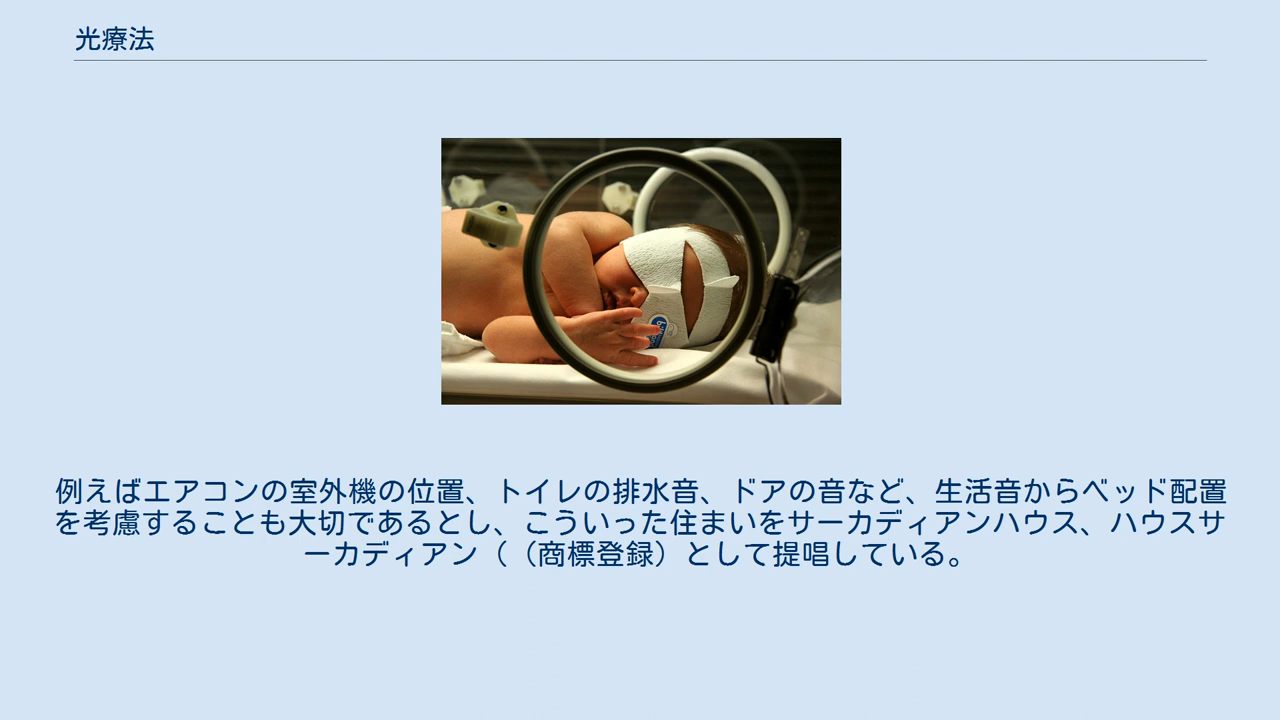 光療法
例えばエアコンの室外機の位置、トイレの排水音、ドアの音など、生活音からベッド配置
を考慮することも大切であるとし、こういった住まいをサーカディアンハウス、ハウスサ
ーカディアン（（商標登録）として提唱している。